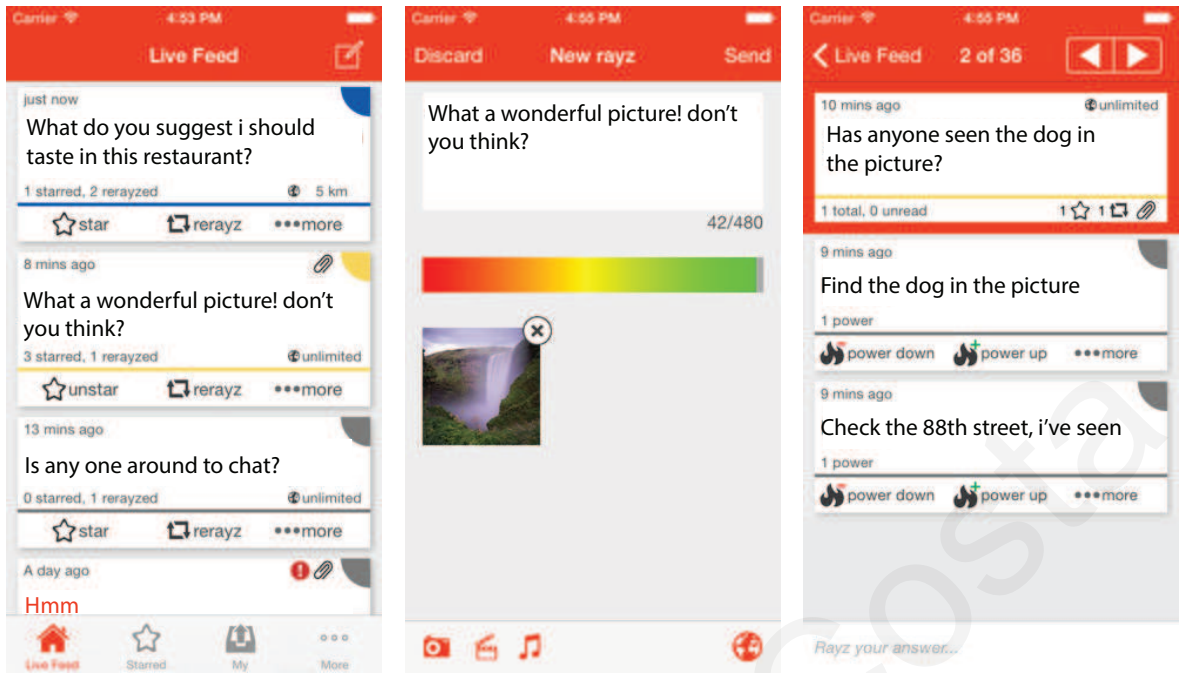 Carrier 4:53 PM
Live Feed
just now
What do you suggest i should
taste in this restaurant?
1 starred, 2 rerayzed 5 km
star rerayz •••more
8 mins ago
What a wonderful picture! don't
you think?
3 starred, 1 rerayzed unlimited
unstar rerayz •••more
13 mins ago
Is any one around to chat?
0 starred, 1 rerayzed unlimited
star rerayz •••more
A day ago
Hmm
Live Feed Starred My More
Carrier 4:55 PM
Discard New rayz Send
What a wonderful picture! don't
you think?
42/480
Carrier 4:55 PM
Live Feed 2 of 36
10 mins ago unlimited
Has anyone seen the dog in
the picture?
1 total, 0 unread 1 1
9 mins ago
Find the dog in the picture
1 power
power down power up •••more
9 mins ago
Check the 88th street, i've seen
1 power
power down power up •••more
Rayz your answer...
Costa